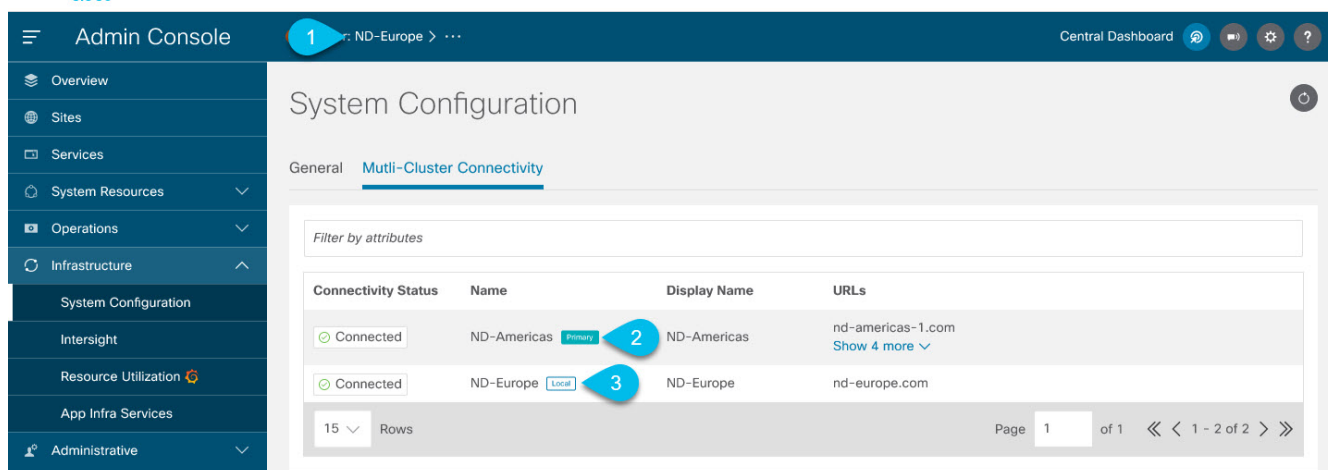 Admin Console
1 r: ND-Europe > ···
Central Dashboard
?
Overview
Sites
Services
System Resources
Operations
Infrastructure
System Configuration
Intersight
Resource Utilization
App Infra Services
Administrative
System Configuration
General Mutli-Cluster Connectivity
Filter by attributes
Connectivity Status Name Display Name URLs
Connected ND-Americas Primary 2 ND-Americas nd-americas-1.com
Show 4 more
Connected ND-Europe Local 3 ND-Europe nd-europe.com
15 Rows Page 1 of 1 1 - 2 of 2